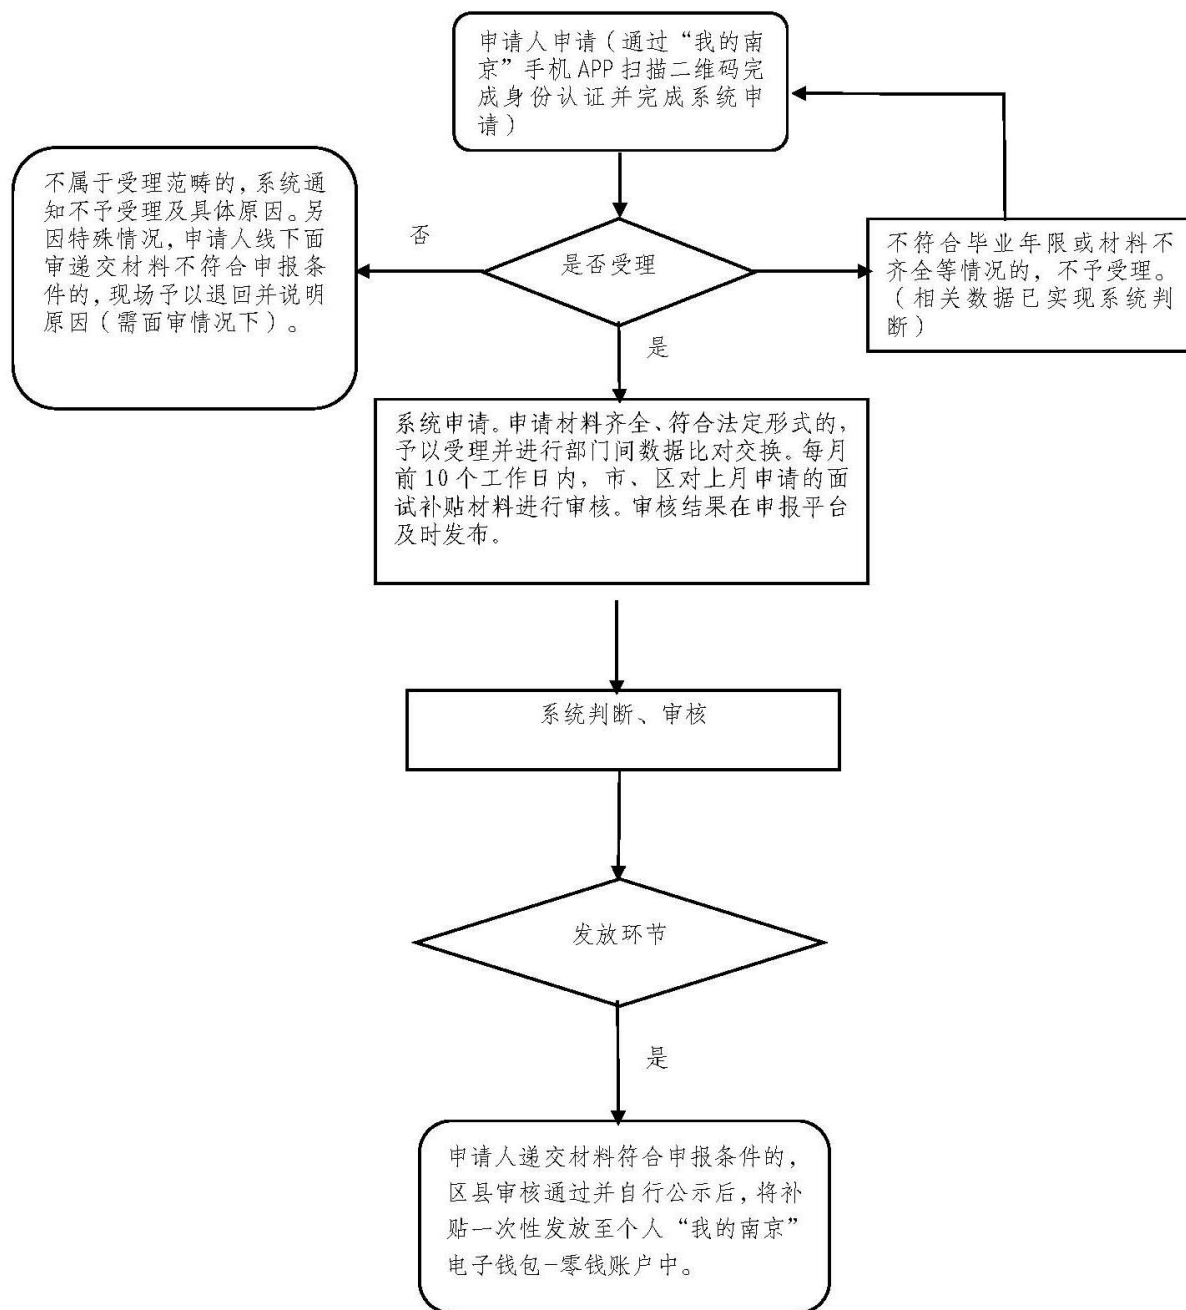 申请人申请（通过“我的南
京”手机APP扫描二维码完
成身份认证并完成系统申
请）
不属于受理范畴的，系统通
知不予受理及具体原因。另
因特殊情况，申请人线下面
审递交材料不符合申报条
件的，现场予以退回并说明
原因（需面审情况下）。
否
是否受理
不符合毕业年限或材料不
齐全等情况的，不予受理。
（相关数据已实现系统判
断）
是
系统申请。申请材料齐全、符合法定形式的，
予以受理并进行部门间数据比对交换。每月
前10个工作日内，市、区对上月申请的面
试补贴材料进行审核。审核结果在申报平台
及时发布。
系统判断、审核
发放环节
是
申请人递交材料符合申报条件的，
区县审核通过并自行公示后，将补
贴一次性发放至个人“我的南京”
电子钱包-零钱账户中。